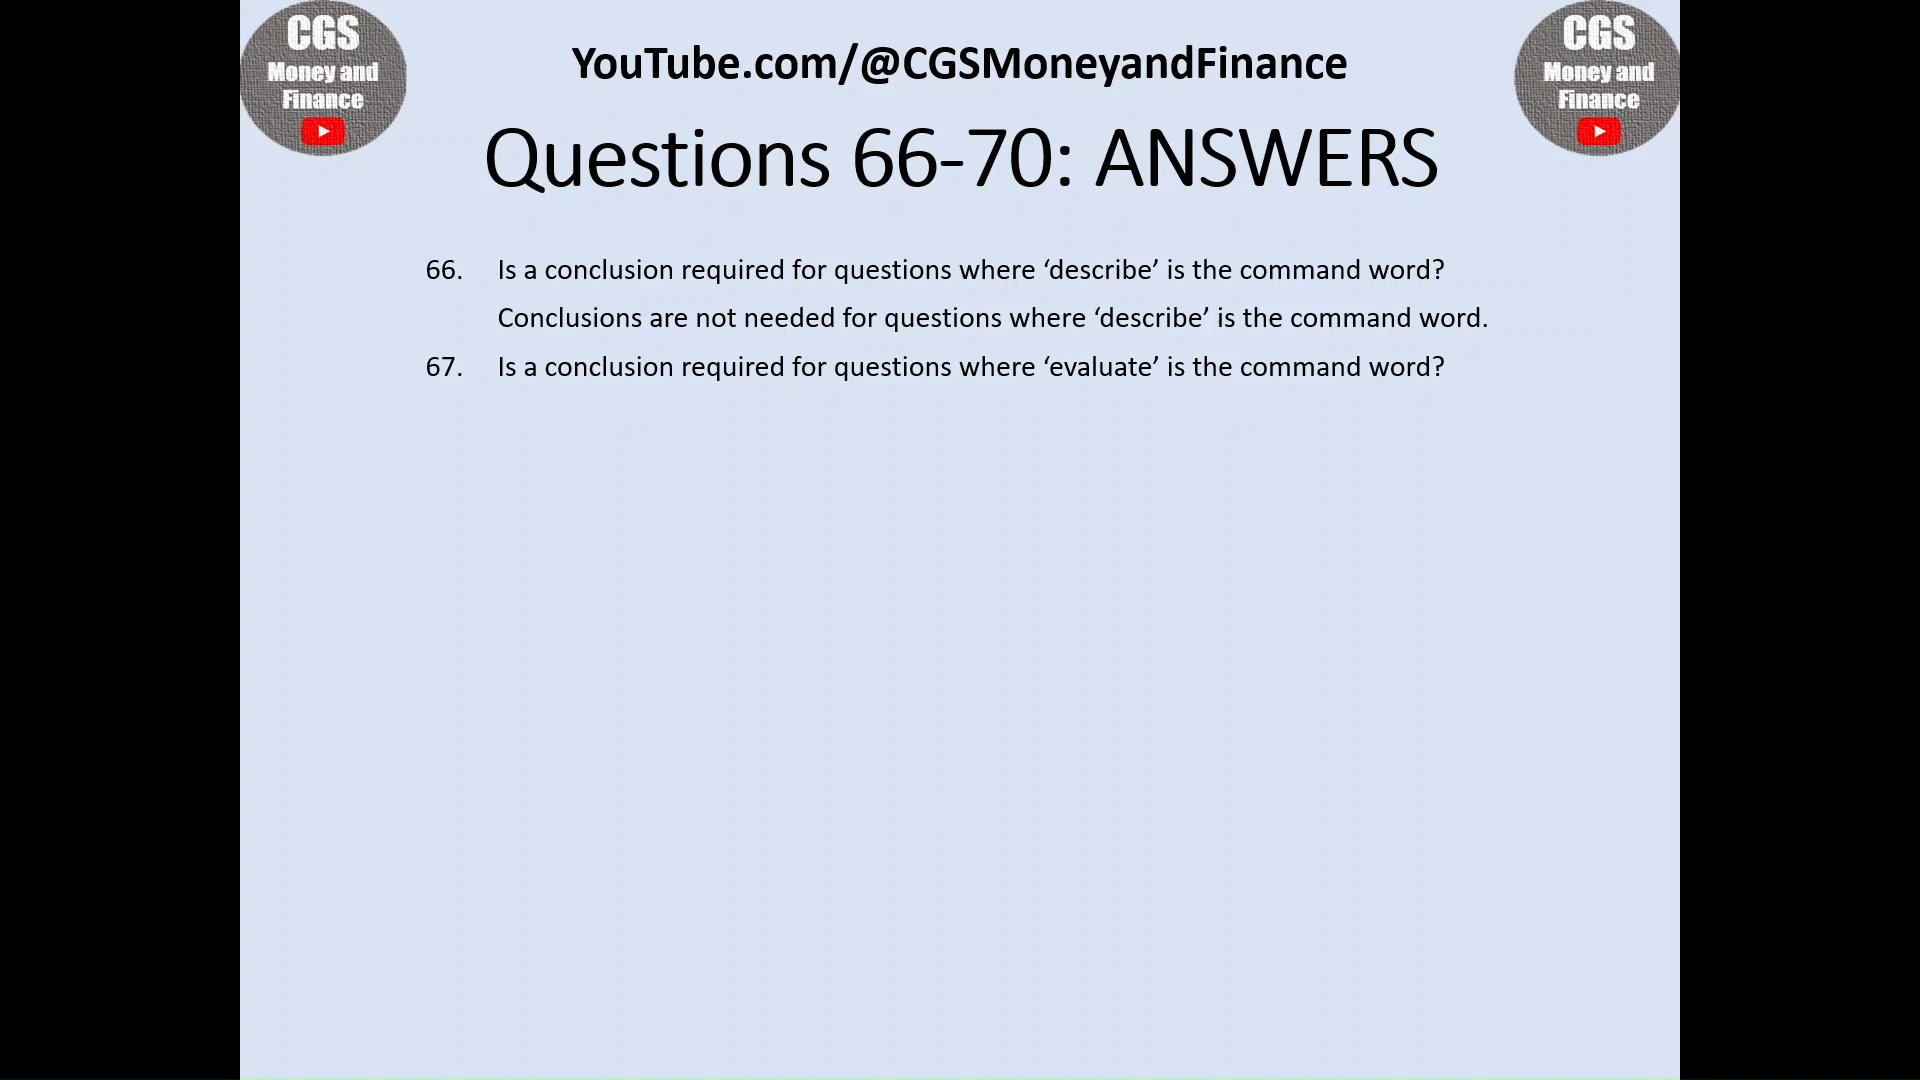 CGS
Money and
Finance
YouTube.com/@CGSMoneyandFinance
CGS
Money and
Finance
Questions 66-70: ANSWERS
66. Is a conclusion required for questions where ‘describe’ is the command word?
Conclusions are not needed for questions where ‘describe’ is the command word.
67. Is a conclusion required for questions where ‘evaluate’ is the command word?